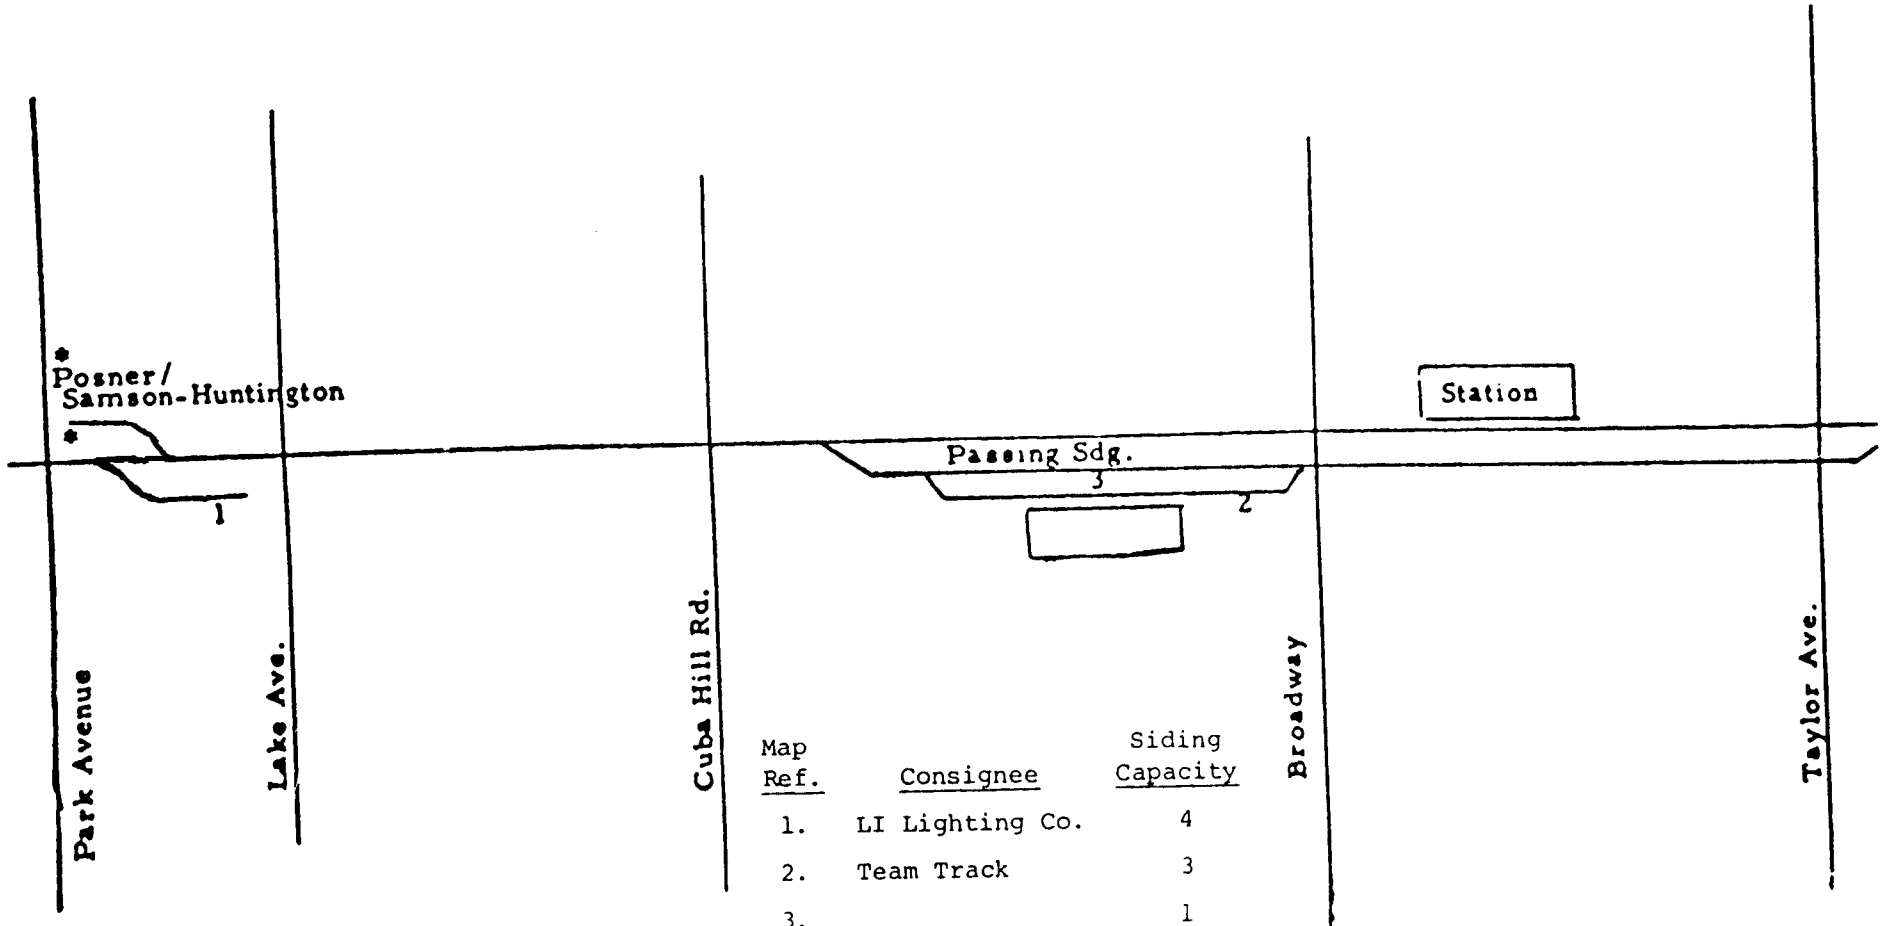 *
Posner/
Samson-Huntington
*
Station
Passing Sdg.
3
2
1
Park Avenue
Lake Ave.
Cuba Hill Rd.
Broadway
Taylor Ave.
Map Siding
Ref. Consignee Capacity
1. LI Lighting Co. 4
2. Team Track 3
3. 1